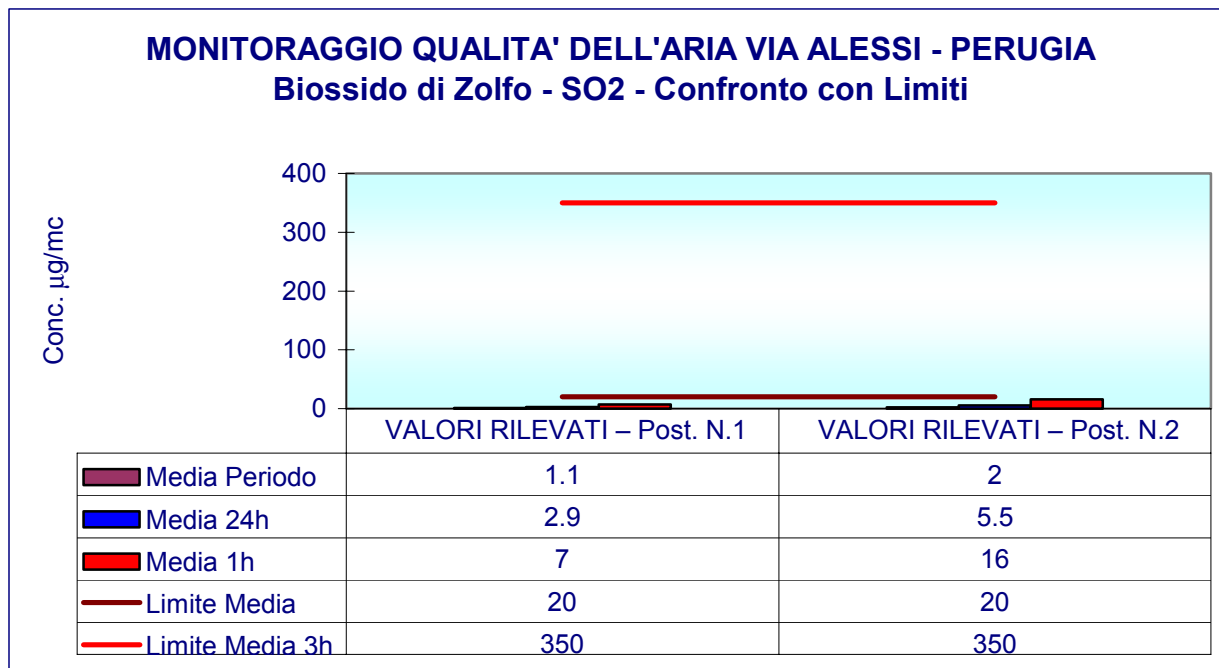 MONITORAGGIO QUALITA' DELL'ARIA VIA ALESSI - PERUGIA
Biossido di Zolfo - SO2 - Confronto con Limiti
Conc. µg/mc
400
300
200
100
0
VALORI RILEVATI – Post. N.1 VALORI RILEVATI – Post. N.2
Media Periodo 1.1 2
Media 24h 2.9 5.5
Media 1h 7 16
Limite Media 20 20
Limite Media 3h 350 350